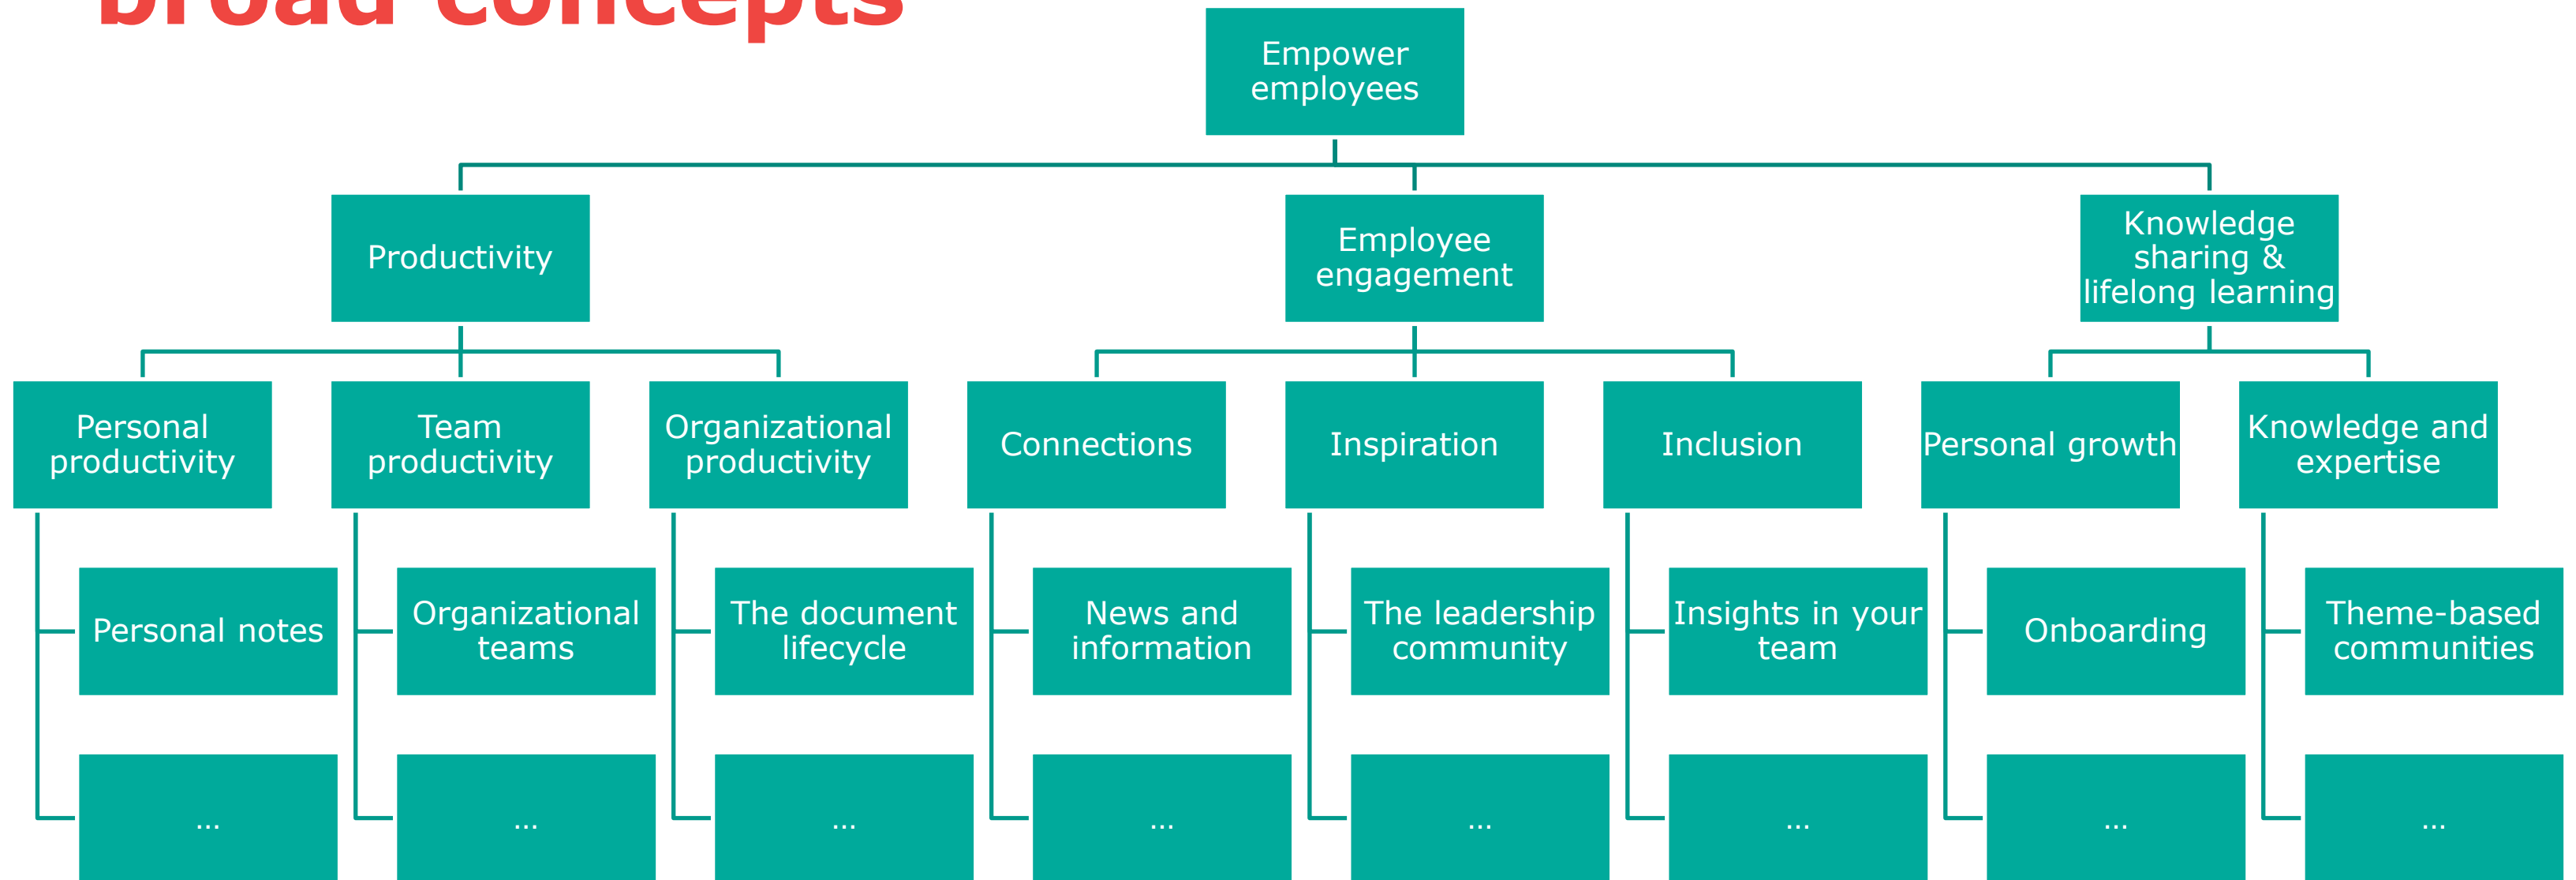 broad concepts
Empower
employees
Productivity
Employee
engagement
Knowledge
sharing &
lifelong learning
Personal
productivity
Team
productivity
Organizational
productivity
Connections
Inspiration
Inclusion
Personal growth
Knowledge and
expertise
Personal notes
Organizational
teams
The document
lifecycle
News and
information
The leadership
community
Insights in your
team
Onboarding
Theme-based
communities
...
...
...
...
...
...
...
...